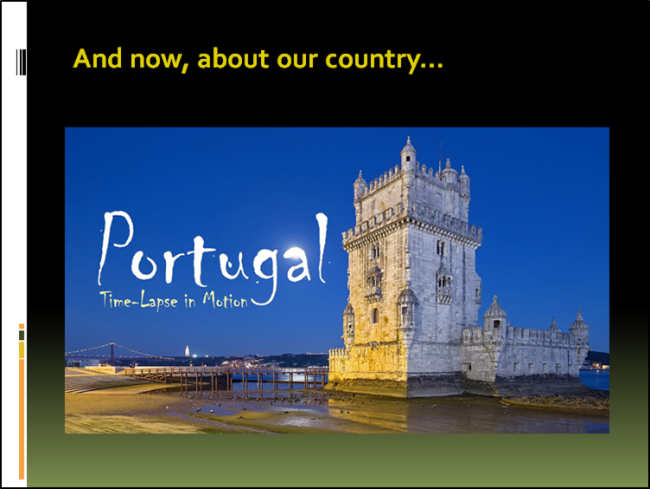 And now, about our country...
Portugal
Time-Lapse in Motion